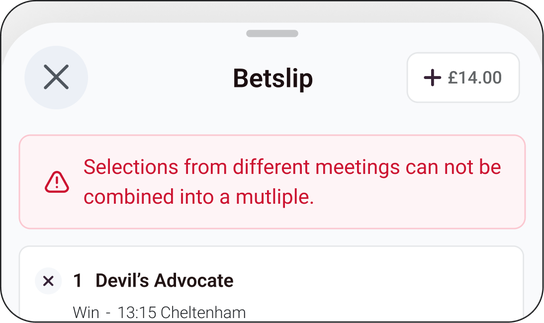 Betslip
+ £14.00
Selections from different meetings can not be
combined into a mutliple.
1 Devil’s Advocate
Win - 13:15 Cheltenham